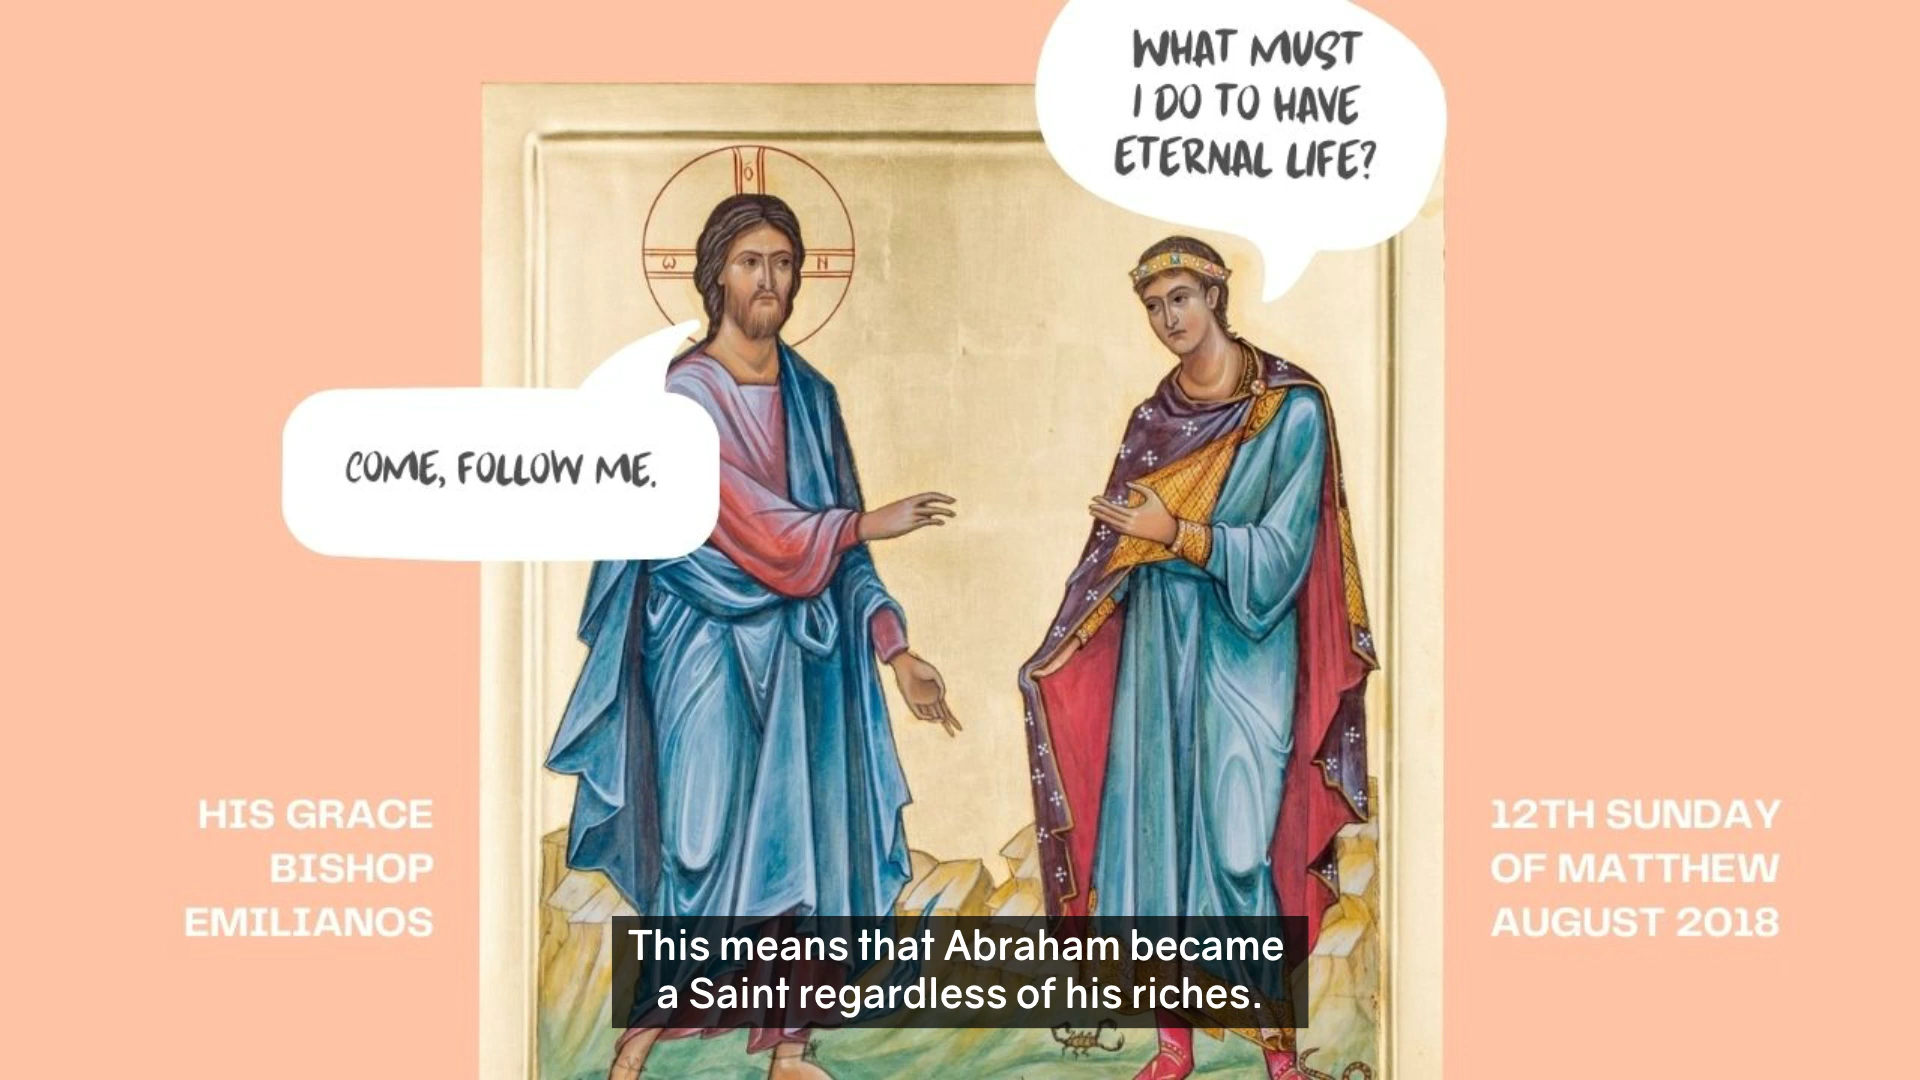 WHAT MUST
I DO TO HAVE
ETERNAL LIFE?
Ὁ
Ω
Ν
COME, FOLLOW ME.
HIS GRACE
BISHOP
EMILIANOS
12TH SUNDAY
OF MATTHEW
AUGUST 2018
This means that Abraham became
a Saint regardless of his riches.